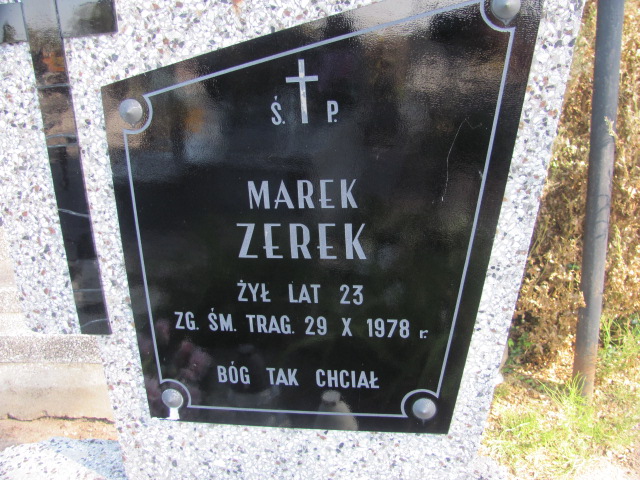 Ś. P.
MAREK
ZEREK
ŻYŁ LAT 23
ZG. ŚM. TRAG. 29 X 1978 r.
BÓG TAK CHCIAŁ